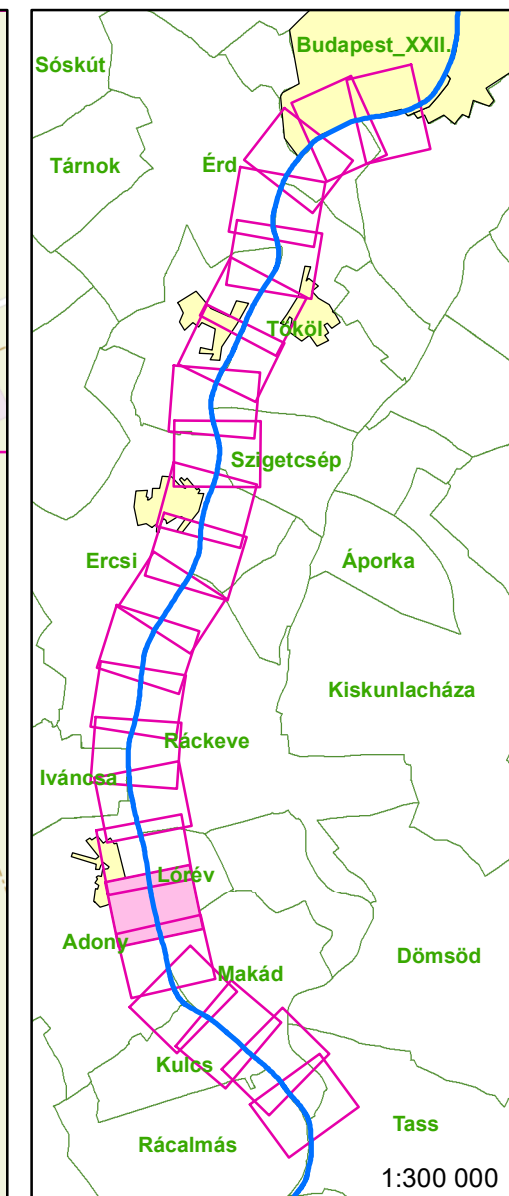 Budapest_XXII.
Sóskút
Tárnok
Érd
Tököl
Szigetcsép
Ercsi
Áporka
Kiskunlacháza
Ráckeve
Iváncsa
Lórév
Adony
Dömsöd
Makád
Kulcs
Tass
Rácalmás
1:300 000